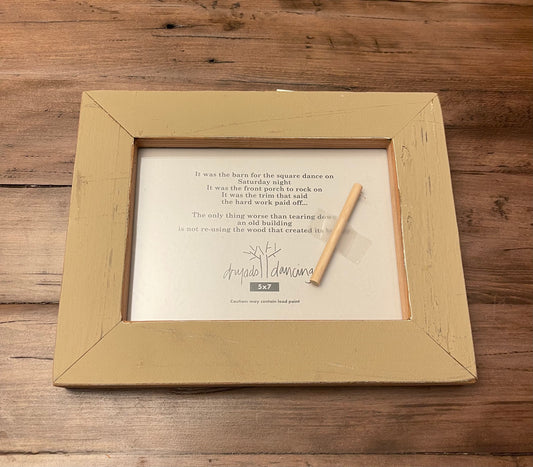 It was the barn for the square dance on
Saturday night
It was the front porch to rock on
It was the trim that said
the hard work paid off...
The only thing worse than tearing down
an old building
is not re-using the wood that created its
dryads dancing
5x7
Caution: may contain lead paint